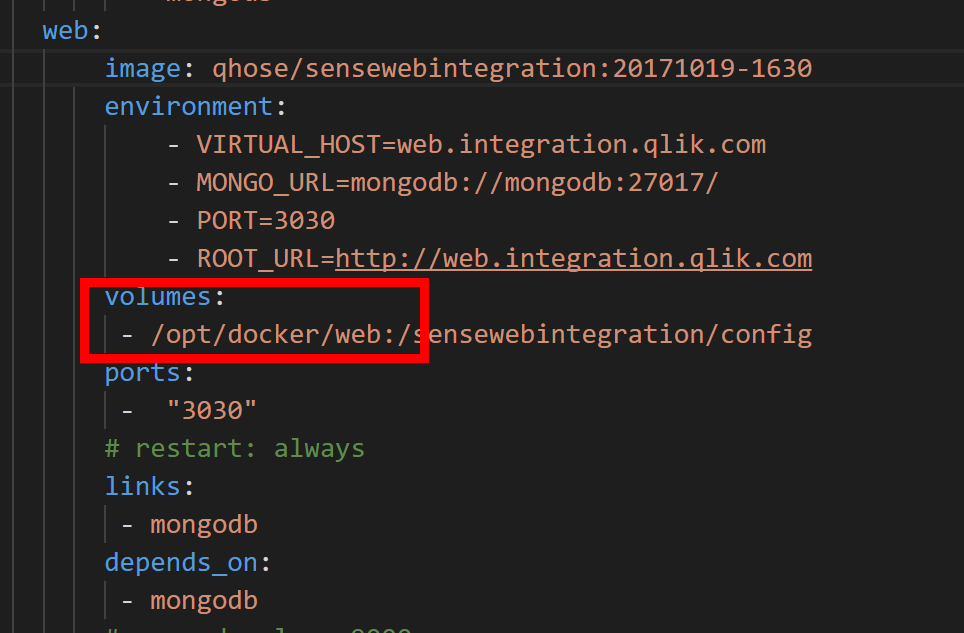 mongodb
web:
image: qhose/sensewebintegration:20171019-1630
environment:
- VIRTUAL_HOST=web.integration.qlik.com
- MONGO_URL=mongodb://mongodb:27017/
- PORT=3030
- ROOT_URL=http://web.integration.qlik.com
volumes:
- /opt/docker/web:/sensewebintegration/config
ports:
- "3030"
# restart: always
links:
- mongodb
depends_on:
- mongodb